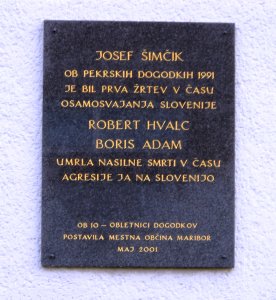 JOSEF ŠIMČIK
OB PEKRSKIH DOGODKIH 1991
JE BIL PRVA ŽRTEV V ČASU
OSAMOSVAJANJA SLOVENIJE
ROBERT HVALC
BORIS ADAM
UMRLA NASILNE SMRTI V ČASU
AGRESIJE JA NA SLOVENIJO
OB 10 – OBLETNICI DOGODKOV
POSTAVILA MESTNA OBČINA MARIBOR
MAJ 2001